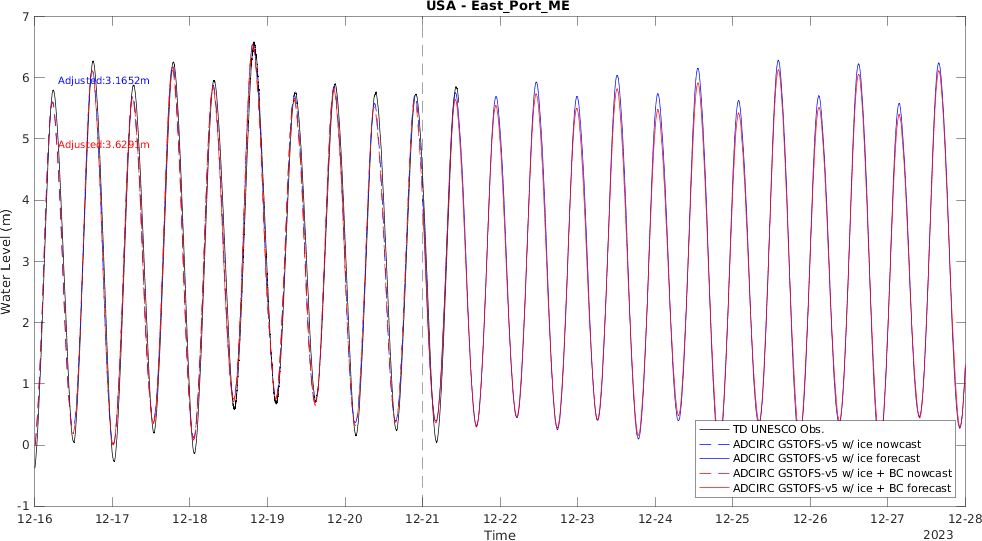 USA - East_Port_ME
7
6
5
4
3
2
1
0
-1
Water Level (m)
Adjusted:3.1652m
Adjusted:3.6291m
TD UNESCO Obs.
ADCIRC GSTOFS-v5 w/ ice nowcast
ADCIRC GSTOFS-v5 w/ ice forecast
ADCIRC GSTOFS-v5 w/ ice + BC nowcast
ADCIRC GSTOFS-v5 w/ ice + BC forecast
12-16 12-17 12-18 12-19 12-20 12-21 12-22 12-23 12-24 12-25 12-26 12-27 12-28
Time
2023